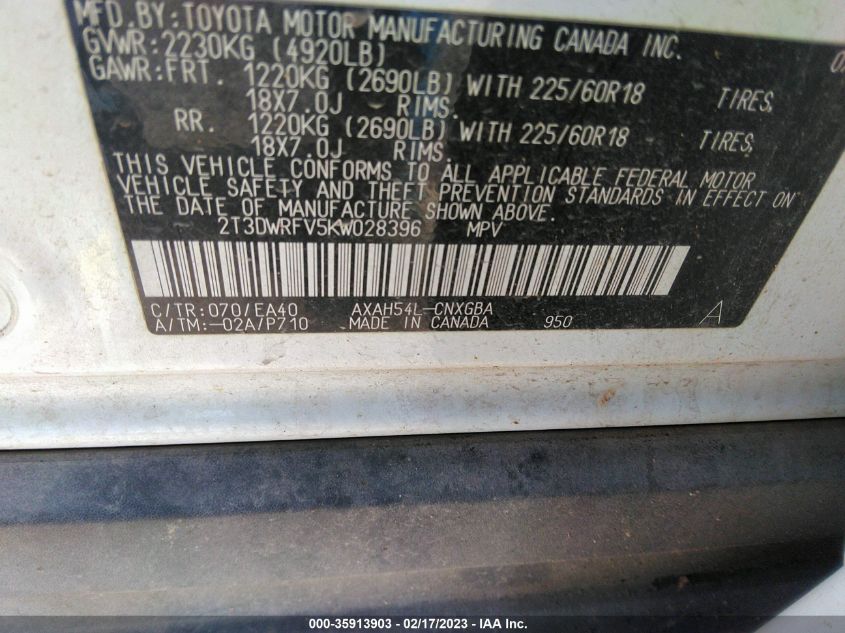 MFD.BY:TOYOTA MOTOR MANUFACTURING CANADA INC.
GVWR:2230KG (4920LB)
GAWR:FRT. 1220KG (2690LB) WITH 225/60R18 TIRES,
18X7.0J RIMS.
RR. 1220KG (2690LB) WITH 225/60R18 TIRES,
18X7.0J RIMS.
THIS VEHICLE CONFORMS TO ALL APPLICABLE FEDERAL MOTOR
VEHICLE SAFETY AND THEFT PREVENTION STANDARDS IN EFFECT ON
THE DATE OF MANUFACTURE SHOWN ABOVE.
2T3DWRFV5KW028396 MPV
C/TR:070/EA40 AXAH54L-CNXGBA
A/TM:-02A/P710 MADE IN CANADA 950 A
000-35913903 - 02/17/2023 - IAA Inc.